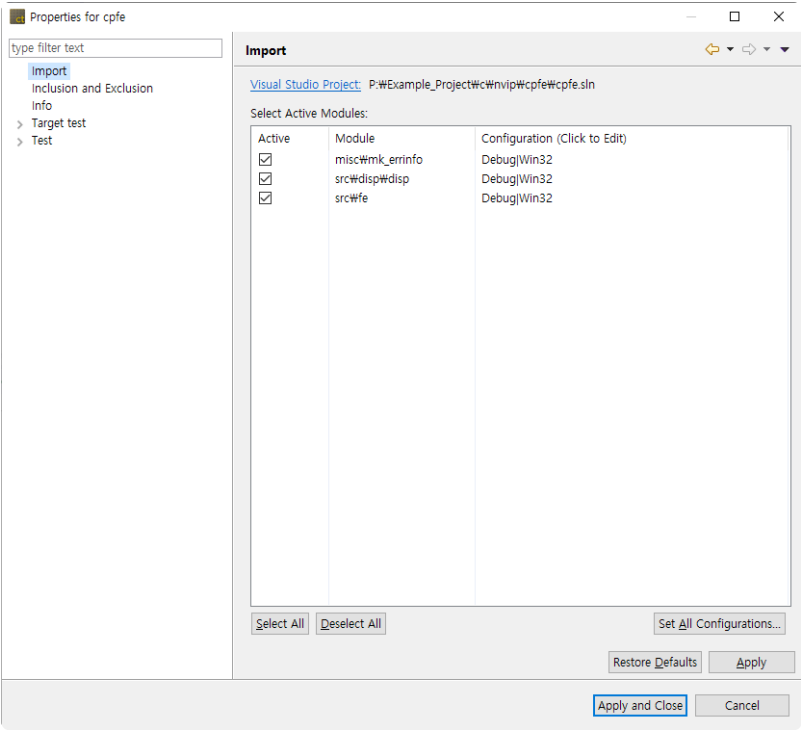 Properties for cpfe
type filter text
Import
Inclusion and Exclusion
Info
Target test
Test
Import
Visual Studio Project: P:₩Example_Project₩c₩nvip₩cpfe₩cpfe.sln
Select Active Modules:
Active Module Configuration (Click to Edit)
misc₩mk_errinfo Debug|Win32
src₩disp₩disp Debug|Win32
src₩fe Debug|Win32
Select All Deselect All Set All Configurations...
Restore Defaults Apply
Apply and Close Cancel